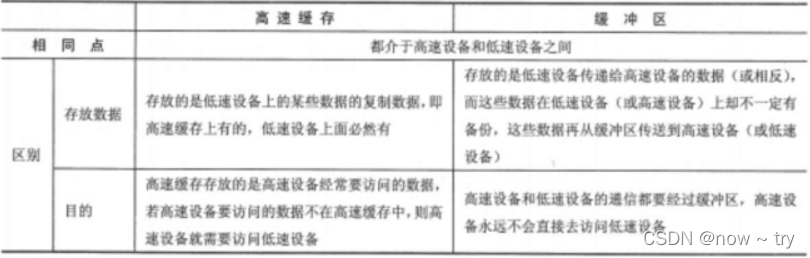 高速缓存 缓冲区
相同点 都介于高速设备和低速设备之间
区别
存放数据
存放的是低速设备上的某些数据的复制数据，即
高速缓存上有的，低速设备上面必然有
存放的是低速设备传递给高速设备的数据（或相反），
而这些数据在低速设备（或高速设备）上却不一定有
备份，这些数据再从缓冲区传送到高速设备（或低速
设备）
目的
高速缓存存放的是高速设备经常要访问的数据，
若高速设备要访问的数据不在高速缓存中，则高
速设备就需要访问低速设备
高速设备和低速设备的通信都要经过缓冲区，高速设
备永远不会直接去访问低速设备
CSDN @now ~ try